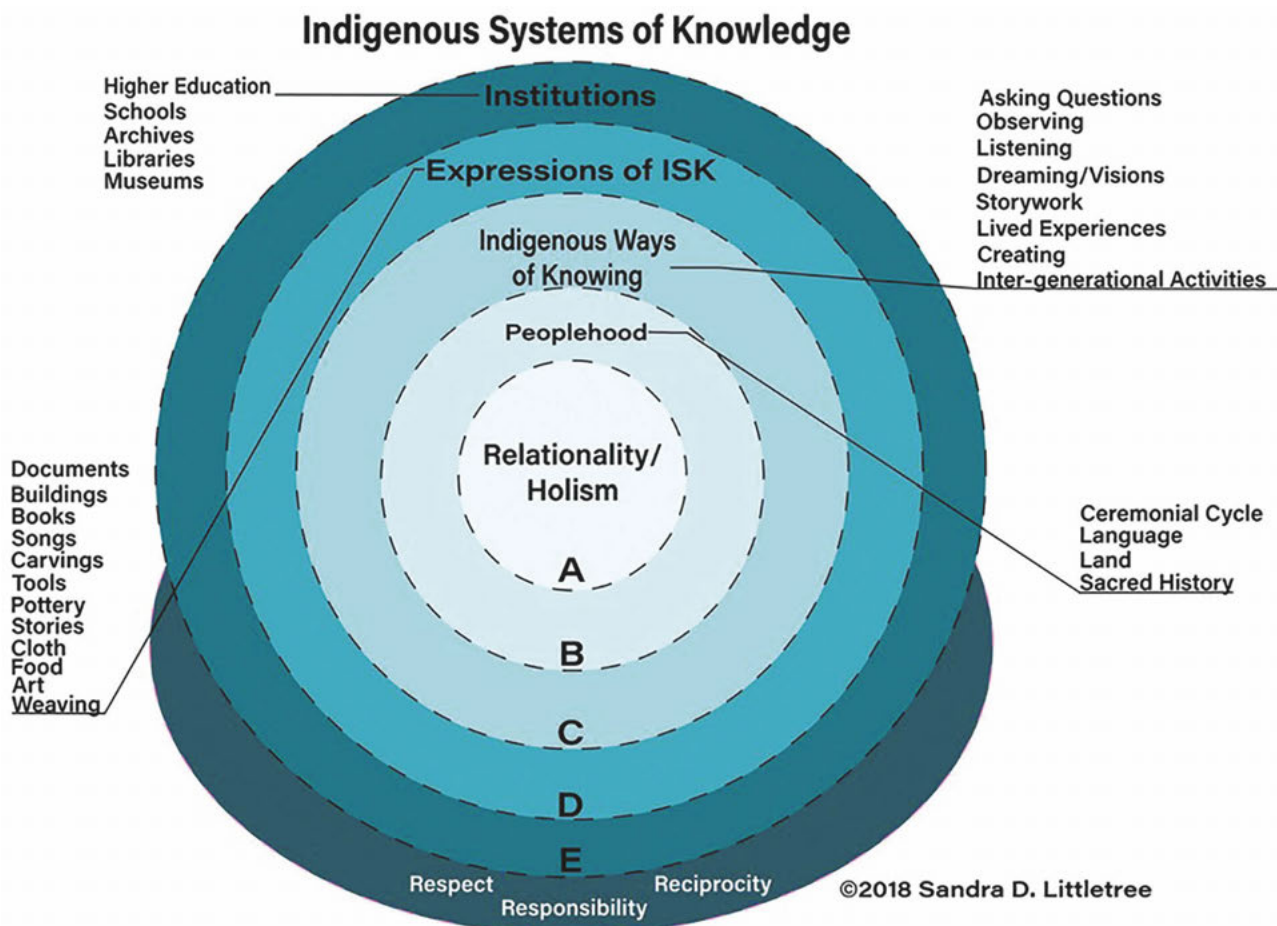 Indigenous Systems of Knowledge
Higher Education
Schools
Archives
Libraries
Museums
Institutions
Expressions of ISK
Indigenous Ways
of Knowing
Peoplehood
Relationality/
Holism
A
B
C
D
E
Asking Questions
Observing
Listening
Dreaming/Visions
Storywork
Lived Experiences
Creating
Inter-generational Activities
Documents
Buildings
Books
Songs
Carvings
Tools
Pottery
Stories
Cloth
Food
Art
Weaving
Ceremonial Cycle
Language
Land
Sacred History
Respect
Responsibility
Reciprocity
©2018 Sandra D. Littletree